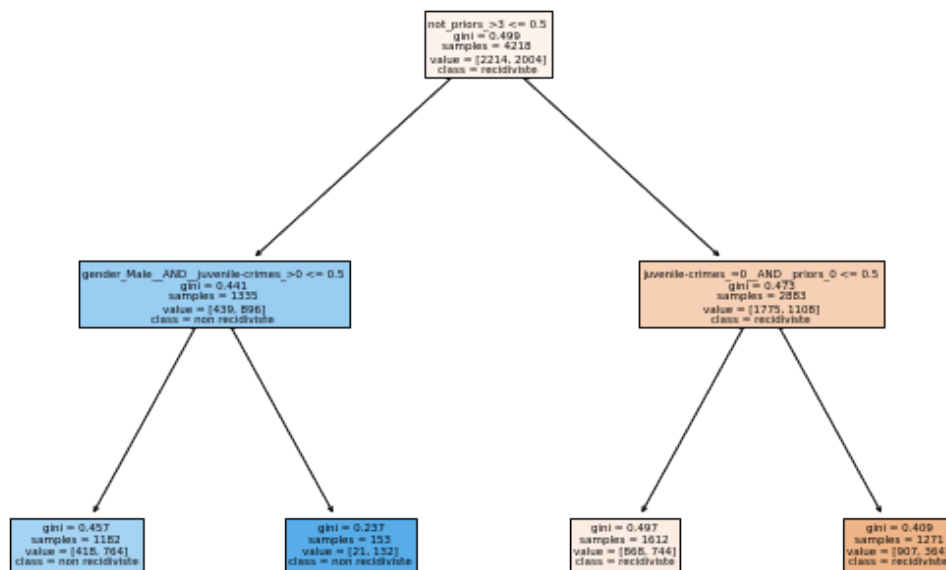 not_priors_>3 <= 0.5
gini = 0.499
samples = 4218
value = [2214, 2004]
class = recidiviste
gender_Male__AND__juvenile-crimes_>0 <= 0.5
gini = 0.441
samples = 1335
value = [439, 896]
class = non recidiviste
juvenile-crimes_=0__AND__priors_0 <= 0.5
gini = 0.473
samples = 2883
value = [1775, 1108]
class = recidiviste
gini = 0.457
samples = 1182
value = [418, 764]
class = non recidiviste
gini = 0.237
samples = 153
value = [21, 132]
class = non recidiviste
gini = 0.497
samples = 1612
value = [868, 744]
class = recidiviste
gini = 0.409
samples = 1271
value = [907, 364
class = recidiviste